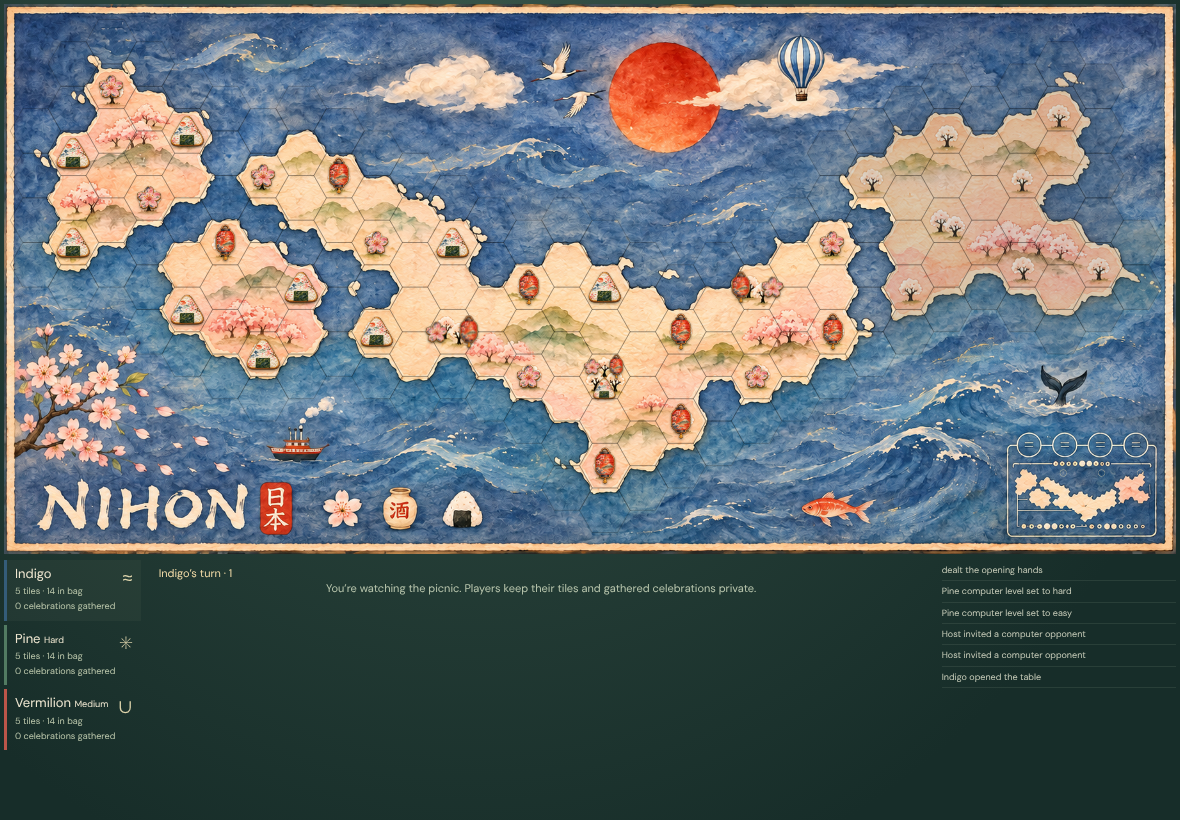 NIHON
日本
酒
Indigo
5 tiles · 14 in bag
0 celebrations gathered
Pine Hard
5 tiles · 14 in bag
0 celebrations gathered
Vermilion Medium
5 tiles · 14 in bag
0 celebrations gathered
Indigo's turn · 1
You're watching the picnic. Players keep their tiles and gathered celebrations private.
dealt the opening hands
Pine computer level set to hard
Pine computer level set to easy
Host invited a computer opponent
Host invited a computer opponent
Indigo opened the table